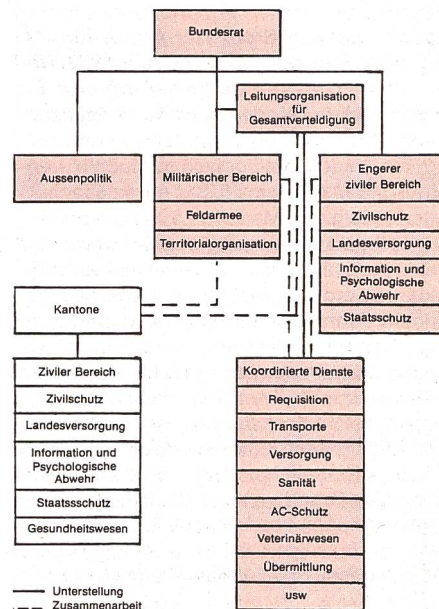 Bundesrat
Leitungsorganisation
für
Gesamtverteidigung
Aussenpolitik
Militärischer Bereich
Feldarmee
Territorialorganisation
Engerer
ziviler Bereich
Zivilschutz
Landesversorgung
Information und
Psychologische
Abwehr
Staatsschutz
Kantone
Ziviler Bereich
Zivilschutz
Landesversorgung
Information und
Psychologische
Abwehr
Staatssschutz
Gesundheitswesen
Koordinierte Dienste
Requisition
Transporte
Versorgung
Sanität
AC-Schutz
Veterinärwesen
Übermittlung
usw
Unterstellung
Zusammenarbeit